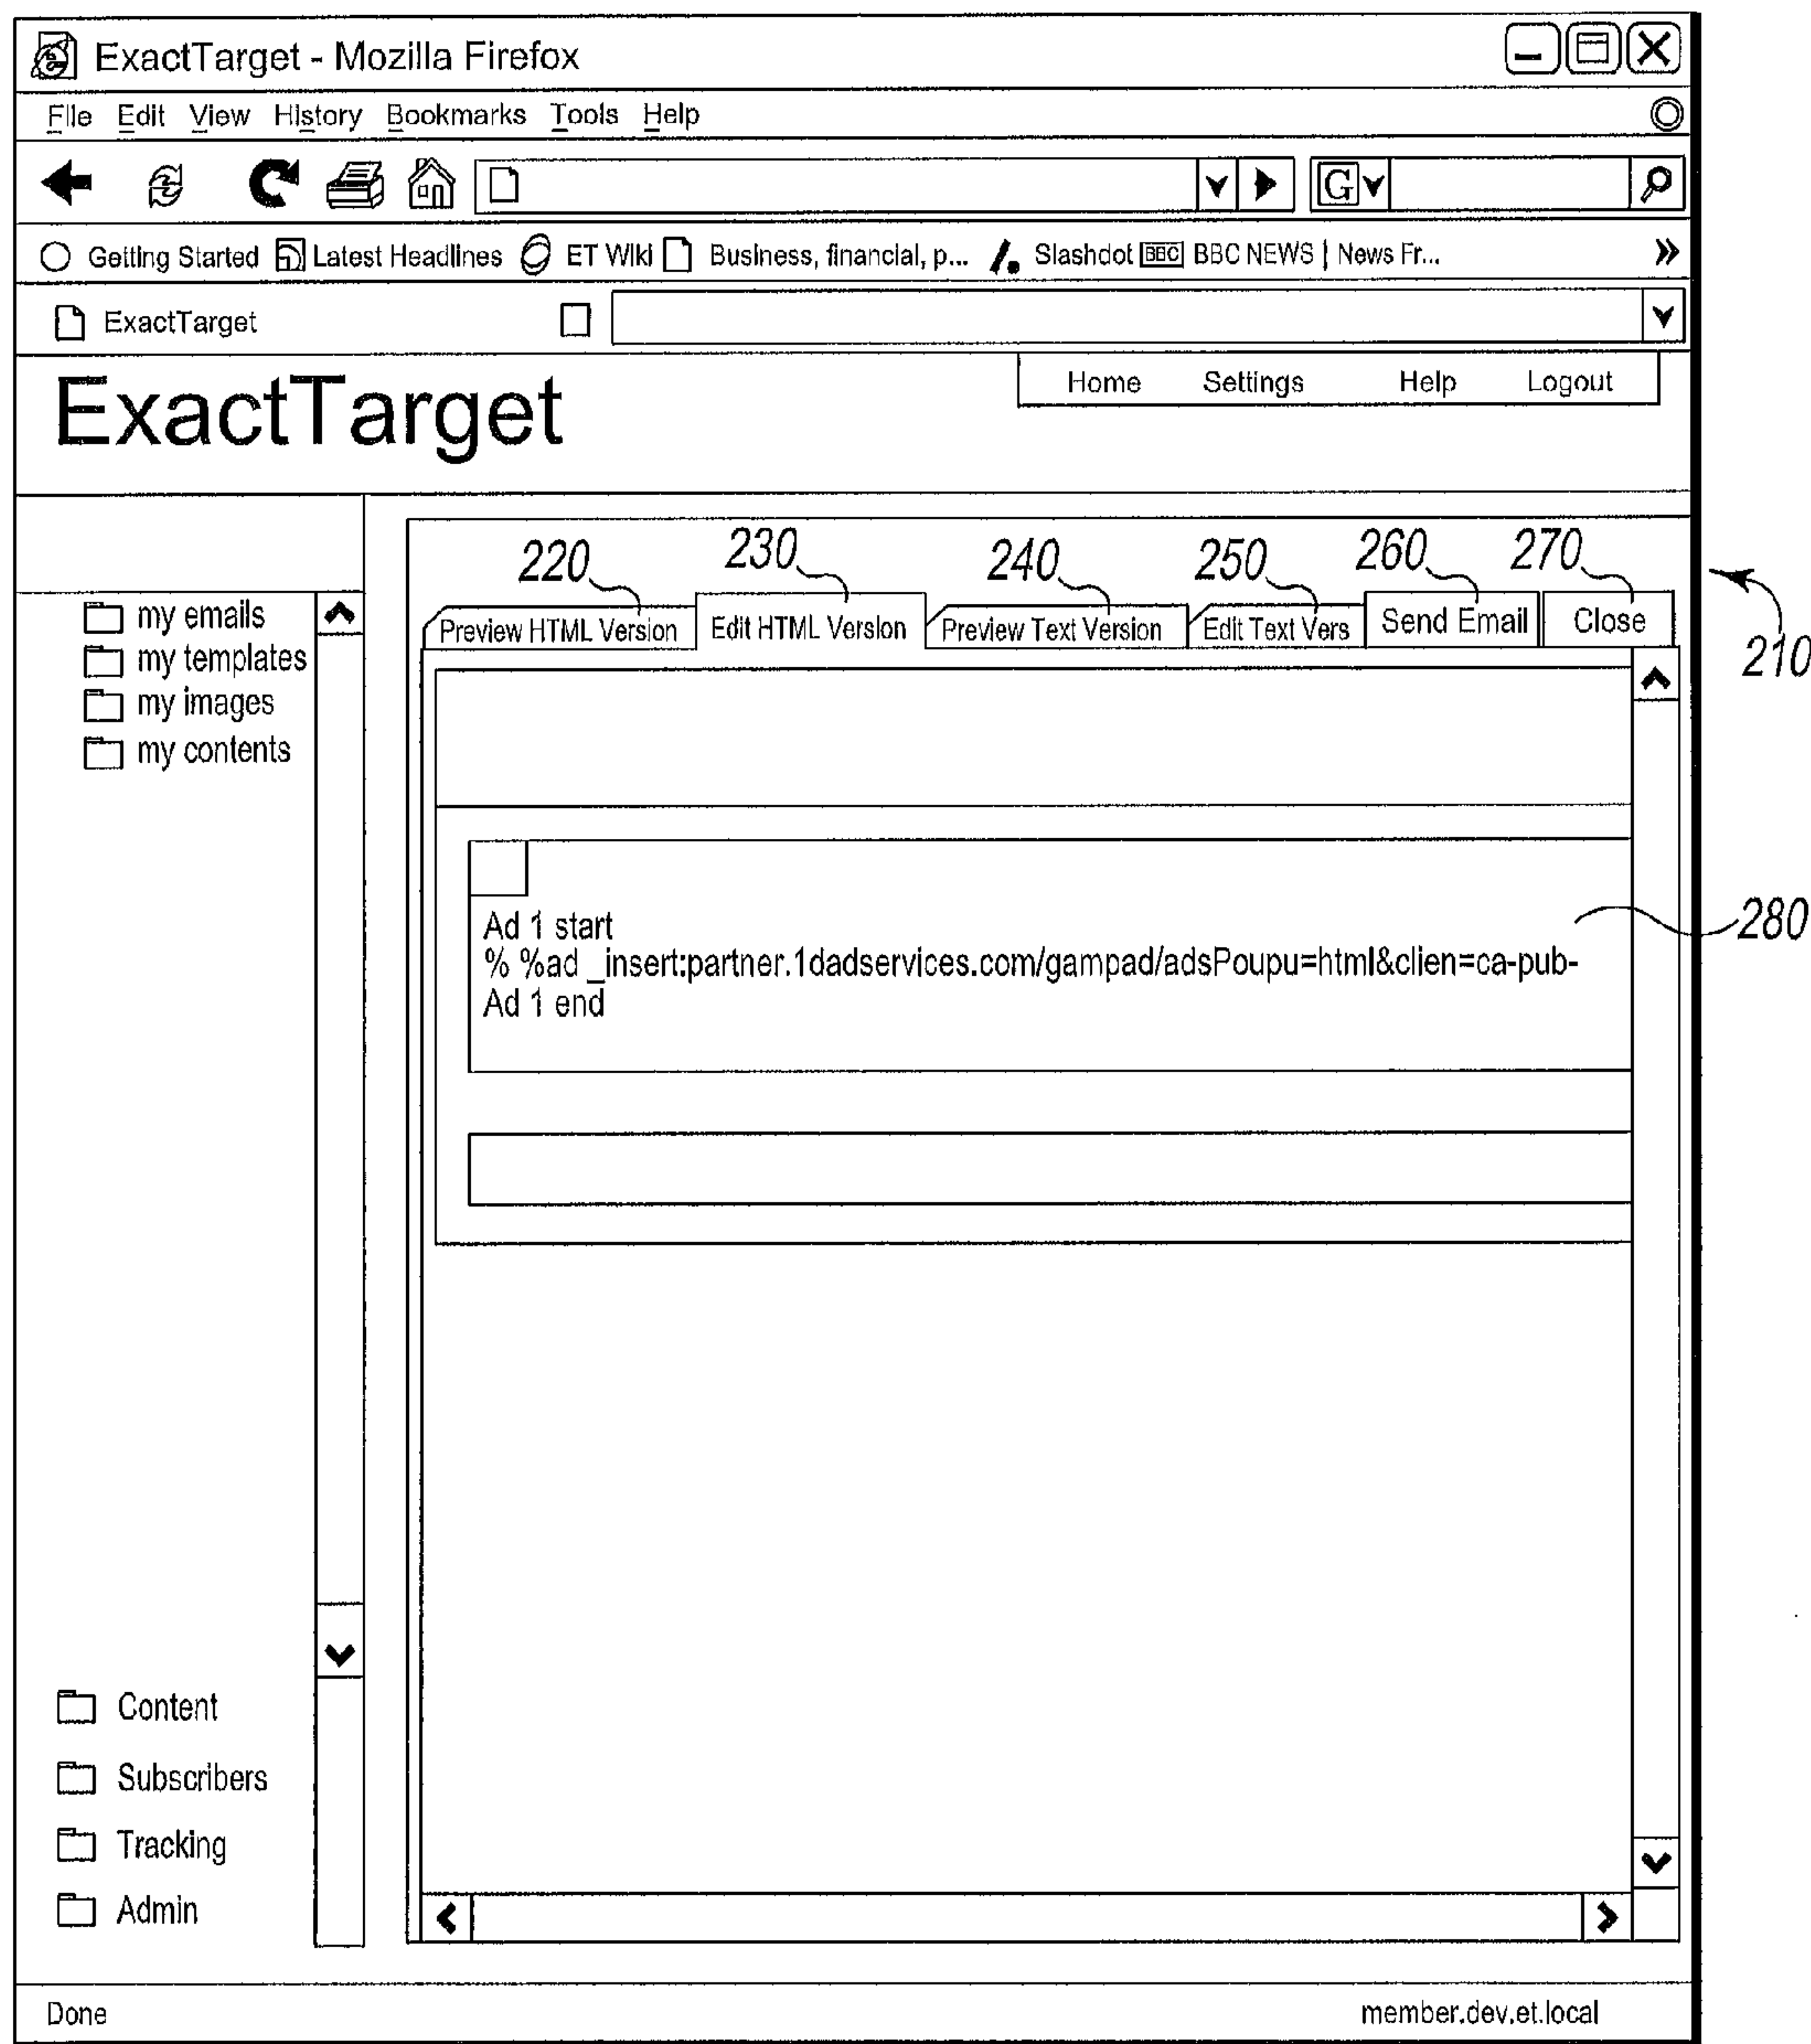 ExactTarget - Mozilla Firefox
File Edit View History Bookmarks Tools Help
G
Getting Started Latest Headlines ET Wiki Business, financial, p... Slashdot BBC BBC NEWS | News Fr...
ExactTarget
Home Settings Help Logout
ExactTarget
220 230 240 250 260 270
210
Preview HTML Version Edit HTML Version Preview Text Version Edit Text Vers Send Email Close
my emails
my templates
my images
my contents
280
Ad 1 start
% %ad _insert:partner.1dadservices.com/gampad/adsPoupu=html&clien=ca-pub-
Ad 1 end
Content
Subscribers
Tracking
Admin
Done member.dev.et.local